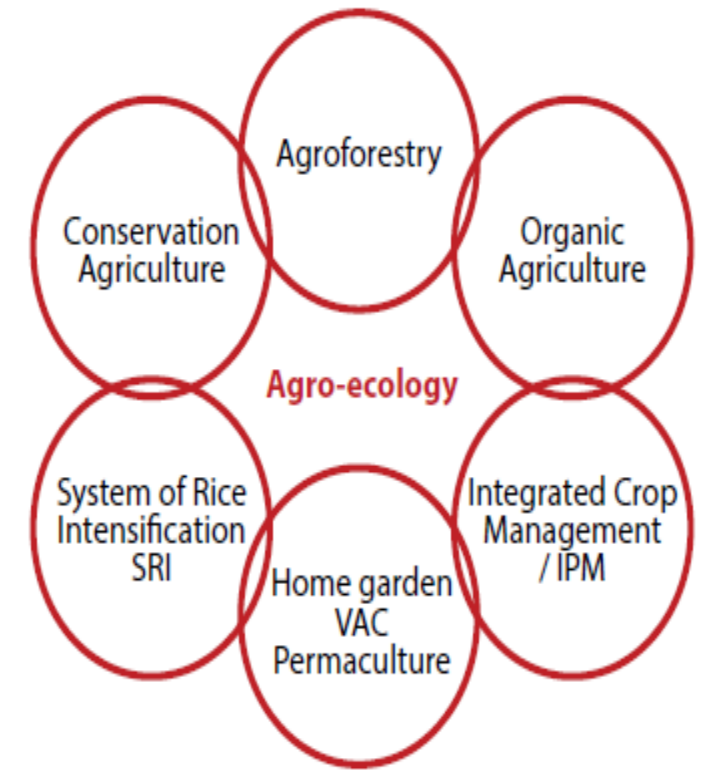 Agroforestry
Conservation
Agriculture
Organic
Agriculture
Agro-ecology
System of Rice
Intensification
SRI
Integrated Crop
Management
/ IPM
Home garden
VAC
Permaculture